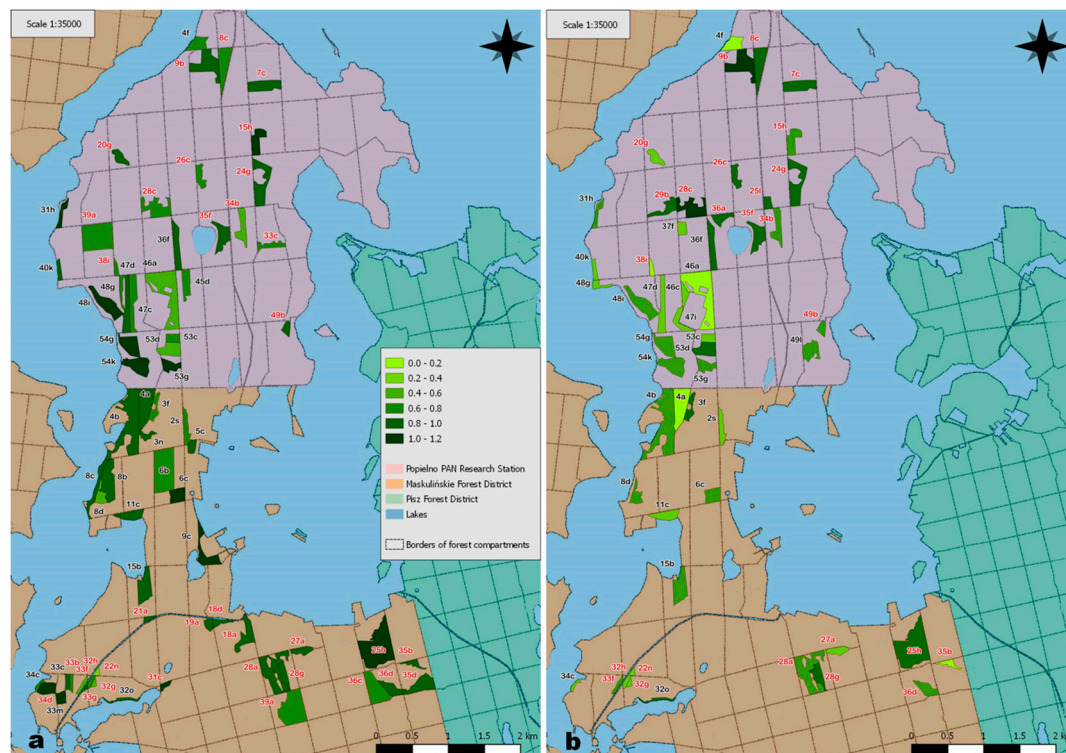 Scale 1:35000
4f
8c
9b
7c
15h
20g
26c
24g
28c
34b
31h
39a
35f
36f
33c
38i
47d
46a
40k
48g
45d
48i
47c
49b
54g
53d
53c
54k
53g
4a
3f
4b
2s
5c
3n
8c
8b
6b
6c
8d
11c
9c
15b
21a
18d
19a
18a
27a
33c
32h
33b
22n
33f
25h
35b
34c
31c
28a
32g
28g
36d
35d
36c
34d
33g
32o
39a
33m
0.0 - 0.2
0.2 - 0.4
0.4 - 0.6
0.6 - 0.8
0.8 - 1.0
1.0 - 1.2
Popielno PAN Research Station
Maskulińskie Forest District
Pisz Forest District
Lakes
Borders of forest compartments
a
0 0.5 1 1.5 2 km
Scale 1:35000
4f
8c
9b
7c
15h
20g
26c
24g
29b
28c
25l
31h
36a
35f
34b
37f
36f
38i
40k
46a
48g
47d
46c
48i
47i
49b
54g
53c
53d
49l
54k
53g
4a
3f
4b
2s
8d
6c
11c
15b
27a
32h
22n
25h
35b
34c
33f
28a
32g
28g
32o
36d
b
0 0.5 1 1.5 2 km